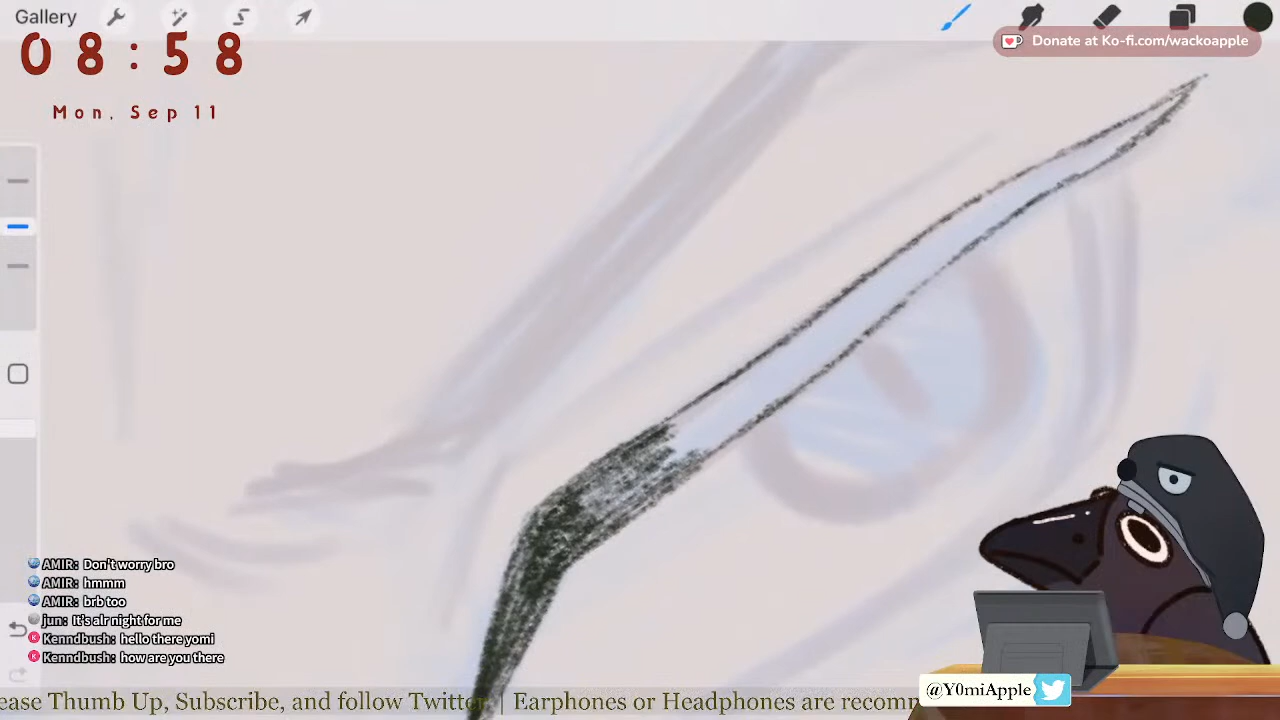 Gallery
08:58
Mon, Sep 11
Donate at Ko-fi.com/wackoapple
AMIR: Don't worry bro
AMIR: hmmm
AMIR: brb too
jun: It's alr night for me
Kenndbush: hello there yomi
Kenndbush: how are you there
ease Thumb Up, Subscribe, and follow Twitter | Earphones or Headphones are recomm
@Y0miApple